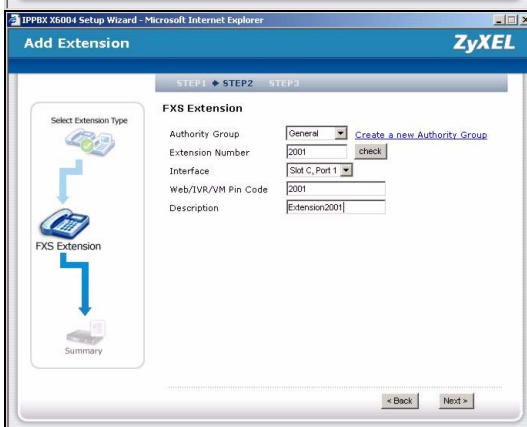 IPPBX X6004 Setup Wizard - Microsoft Internet Explorer
Add Extension
ZyXEL
STEP1 STEP2 STEP3
Select Extension Type
FXS Extension
Summary
FXS Extension
Authority Group General Create a new Authority Group
Extension Number 2001 check
Interface Slot C, Port 1
Web/IVR/VM Pin Code 2001
Description Extension2001
< Back Next >